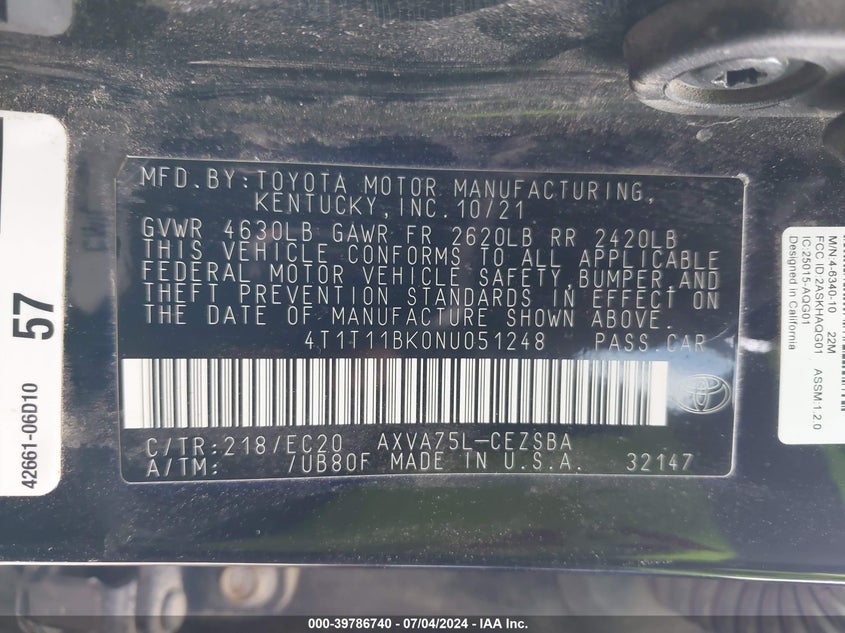 MFD.BY:TOYOTA MOTOR MANUFACTURING,
KENTUCKY,INC.10/21
GVWR 4630LB GAWR FR 2620LB RR 2420LB
THIS VEHICLE CONFORMS TO ALL APPLICABLE
FEDERAL MOTOR VEHICLE SAFETY,BUMPER,AND
THEFT PREVENTION STANDARDS IN EFFECT ON
THE DATE OF MANUFACTURE SHOWN ABOVE.
4T1T11BK0NU051248 PASS.CAR
C/TR:218/EC20 AXVA75L-CEZSBA
A/TM: /UB80F MADE IN U.S.A. 32147
57
42661-06D10
M/N 4-6340-10 22M
FCC ID 2ASKHAQG01 ASSM:1.2.0
IC:25015-AQG01
Designed in California
000-39786740 - 07/04/2024 - IAA Inc.